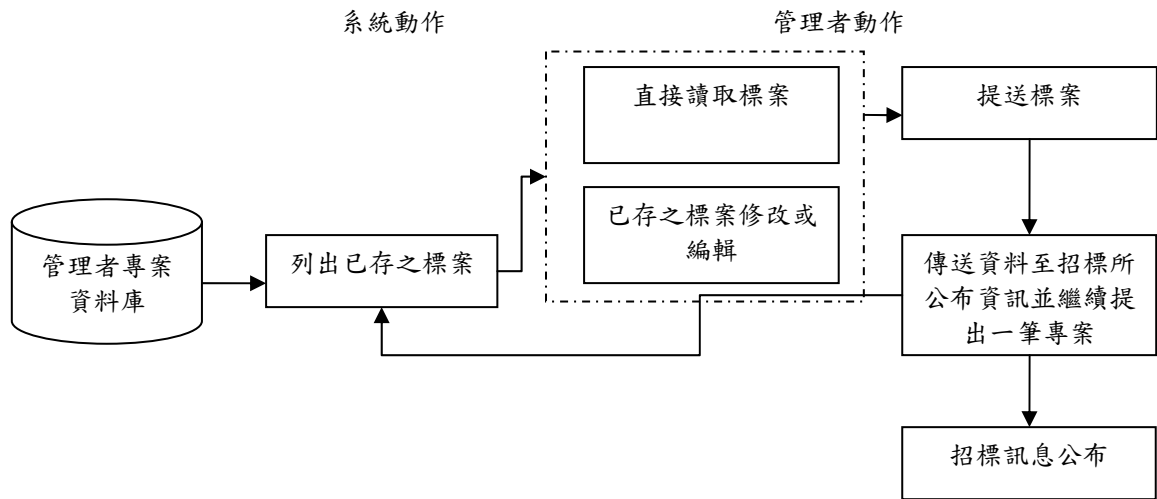 系統動作
管理者動作
直接讀取標案
提送標案
已存之標案修改或
編輯
管理者專案
資料庫
列出已存之標案
傳送資料至招標所
公布資訊並繼續提
出一筆專案
招標訊息公布